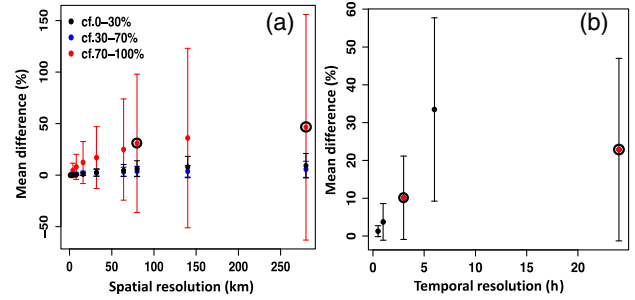 (a)
cf.0–30%
cf.30–70%
cf.70–100%
Mean difference (%)
150
100
50
0
−50
0 50 100 150 200 250
Spatial resolution (km)
(b)
Mean difference (%)
60
50
40
30
20
10
0
0 5 10 15 20
Temporal resolution (h)